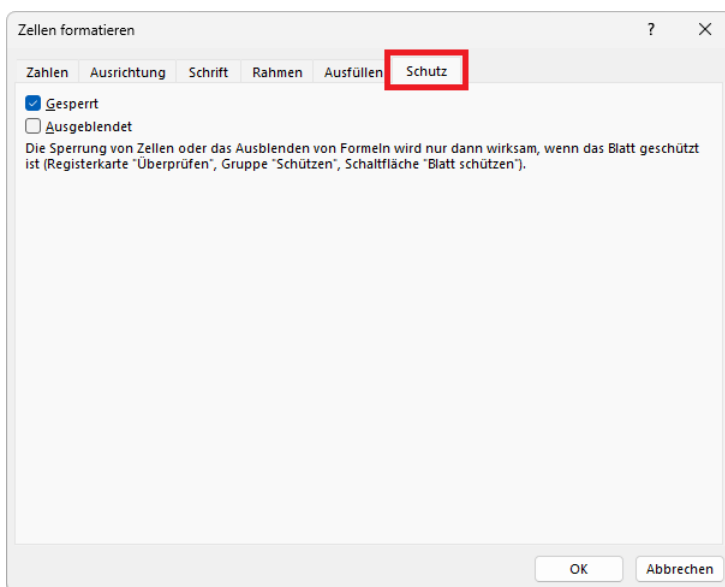 Zellen formatieren ? ×
Zahlen Ausrichtung Schrift Rahmen Ausfüllen Schutz
Gesperrt
Ausgeblendet
Die Sperrung von Zellen oder das Ausblenden von Formeln wird nur dann wirksam, wenn das Blatt geschützt
ist (Registerkarte "Überprüfen", Gruppe "Schützen", Schaltfläche "Blatt schützen").
OK Abbrechen